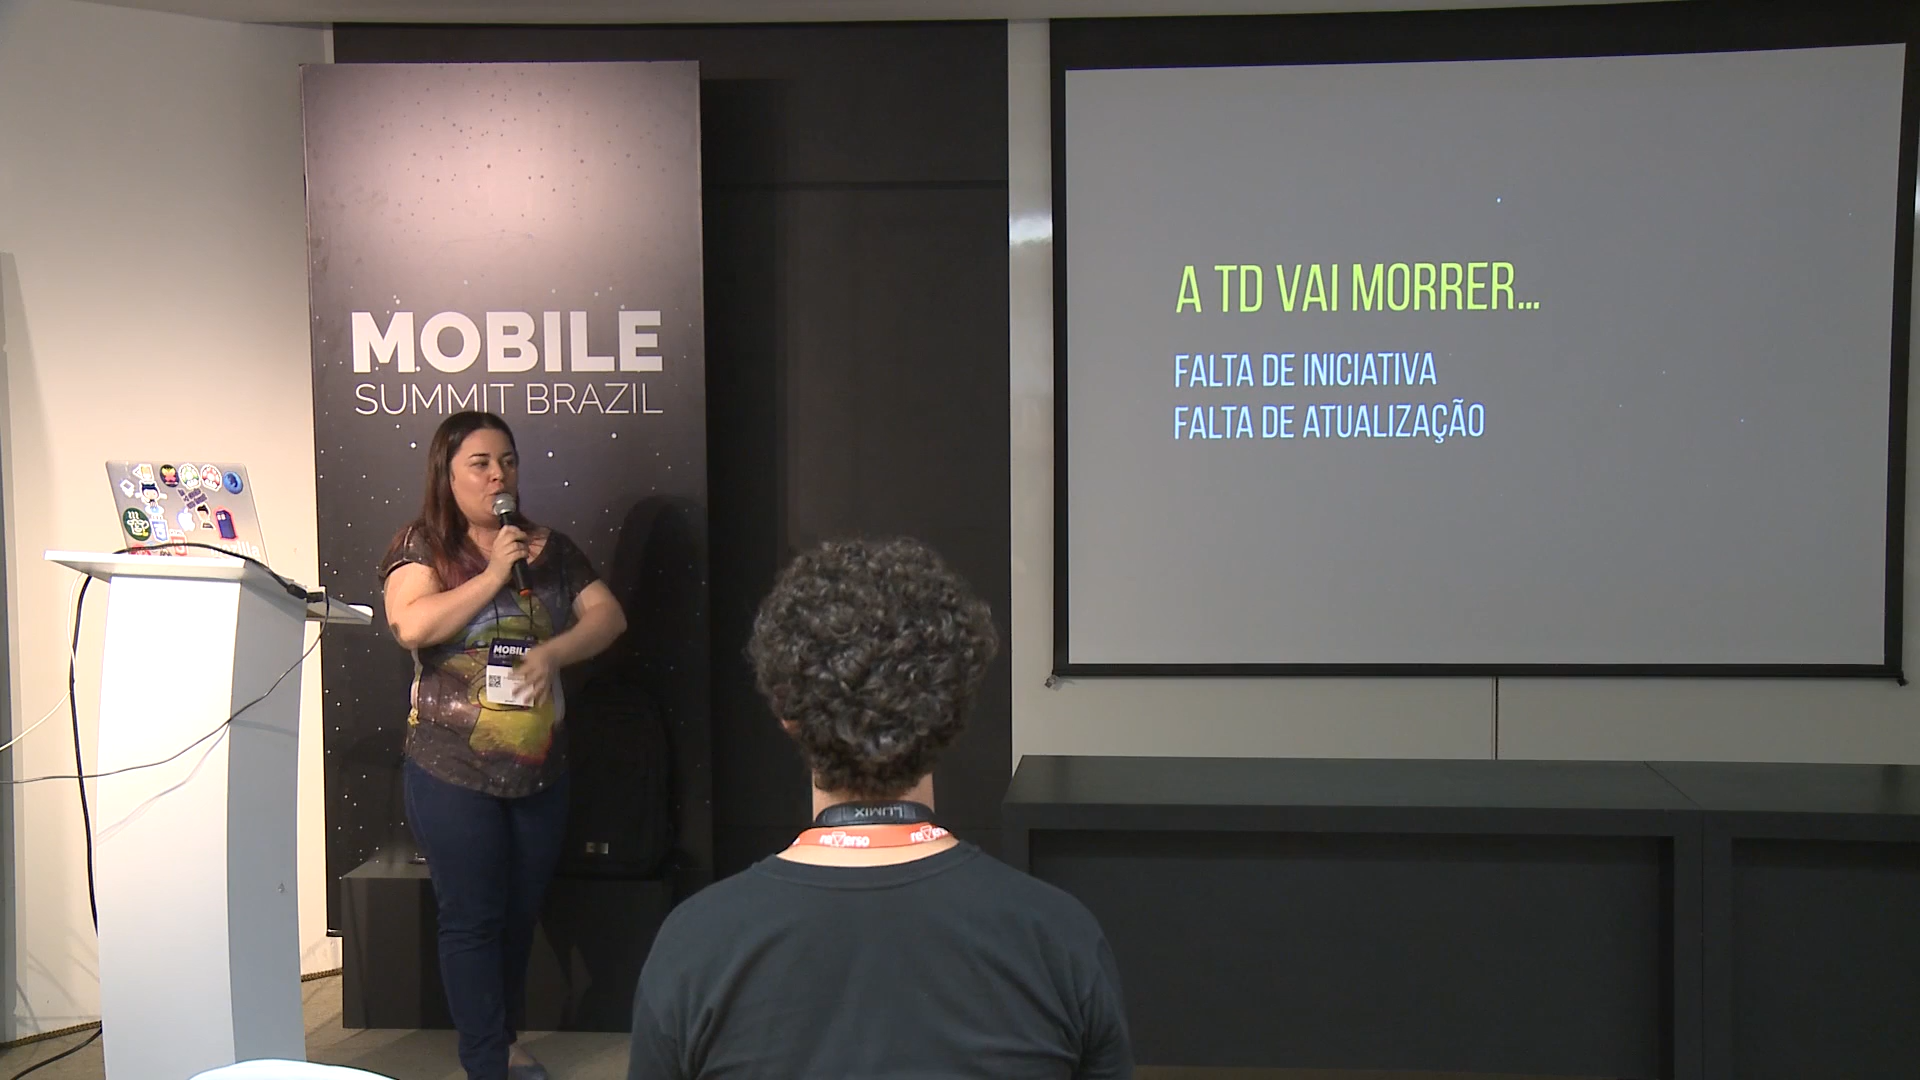 MOBILE
SUMMIT BRAZIL
A TD VAI MORRER...
FALTA DE INICIATIVA
FALTA DE ATUALIZAÇÃO
MOBILE
LUMIX